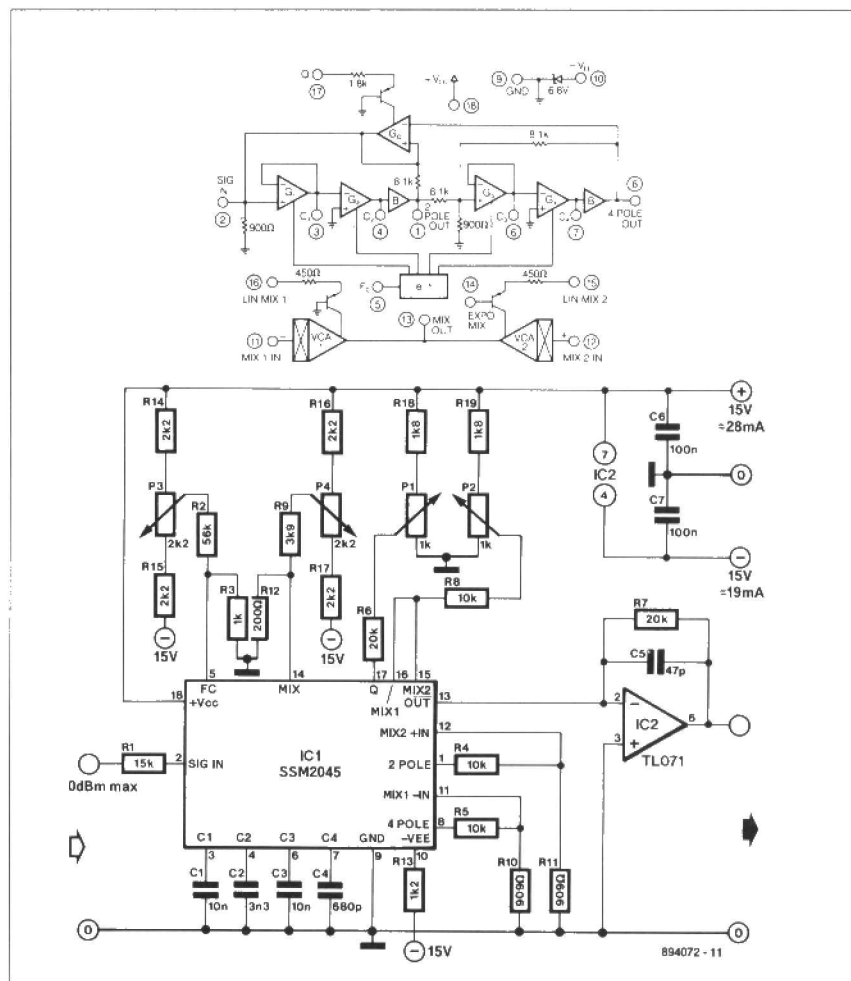 Q
17
1.8k
+V
18
9
GND
6.8V
10
8.1k
G
SIG
IN
2
900Ω
G
3
G
4
B
6.1k
6.1k
1
2
POLE
OUT
900Ω
G
6
G
7
B
4 POLE
OUT
450Ω
16
LIN MIX 1
5
e
14
EXPO
MIX
450Ω
15
LIN MIX 2
13
MIX
OUT
11
MIX 1 IN
VCA
VCA
2
12
MIX 2 IN
R14
2k2
R16
2k2
R18
1k8
R19
1k8
C6
100n
+
15V
=28mA
P3
2k2
R2
56k
R9
3k9
P4
2k2
P1
1k
P2
1k
7
IC2
4
0
C7
100n
R15
2k2
R3
1k
R12
200Ω
R17
2k2
R8
10k
−
15V
=19mA
−
15V
−
15V
R6
20k
R7
20k
C5
47p
5
14
17
16
15
FC
MIX
Q
MIX1
MIX2
18
+Vcc
OUT
13
MIX2 +IN
12
2
−
6
IC2
3
+
TL071
R1
15k
2
SIG IN
IC1
SSM2045
2 POLE
1
R4
10k
0dBm max
MIX1 −IN
11
4 POLE
8
R5
10k
C1
C2
C3
C4
GND
−VEE
3
4
6
7
9
10
C1
10n
C2
3n3
C3
10n
C4
680p
R13
1k2
R10
909Ω
R11
909Ω
0
−
15V
0
894072 - 11